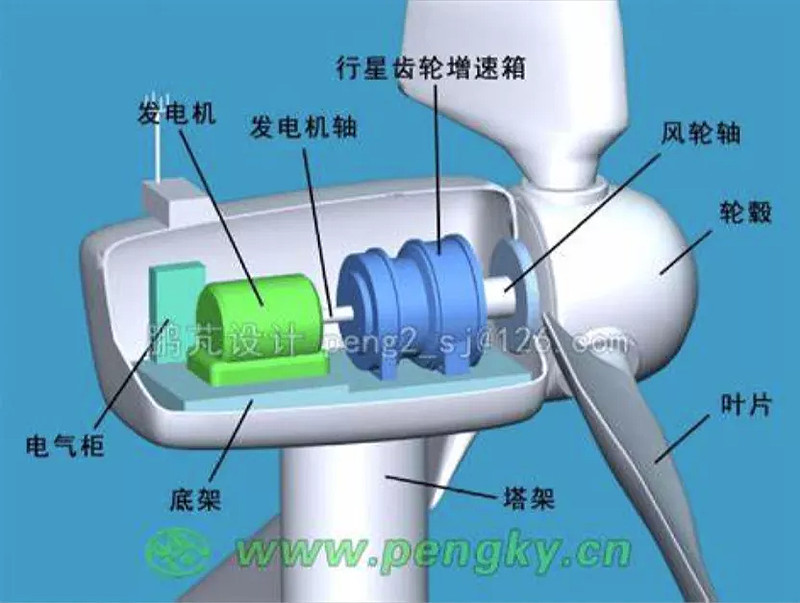 行星齿轮增速箱
发电机
发电机轴
风轮轴
轮毂
鹏芃设计 peng2_sj@126.com
叶片
电气柜
底架
塔架
www.pengky.cn